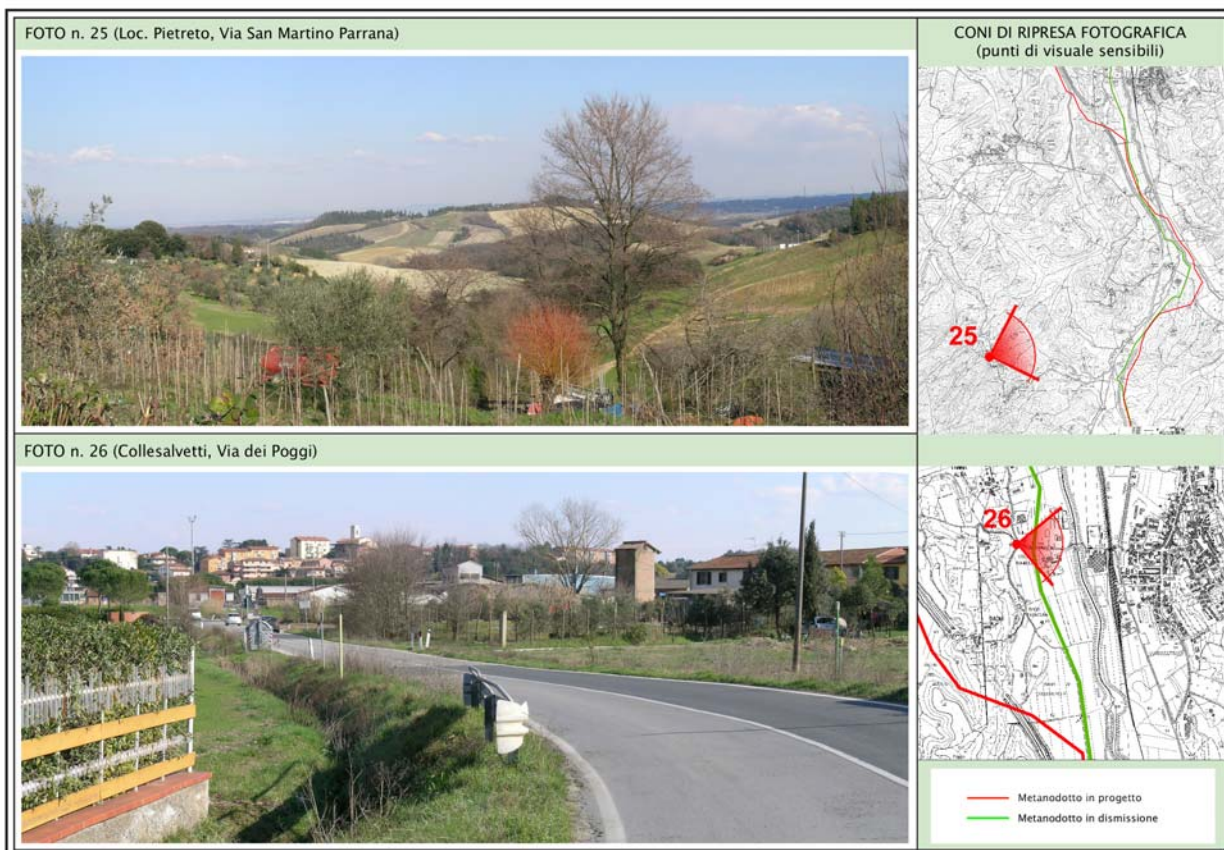 FOTO n. 25 (Loc. Pietreto, Via San Martino Parrana)
CONI DI RIPRESA FOTOGRAFICA
(punti di visuale sensibili)
25
FOTO n. 26 (Collesalvetti, Via dei Poggi)
26
Metanodotto in progetto
Metanodotto in dismissione